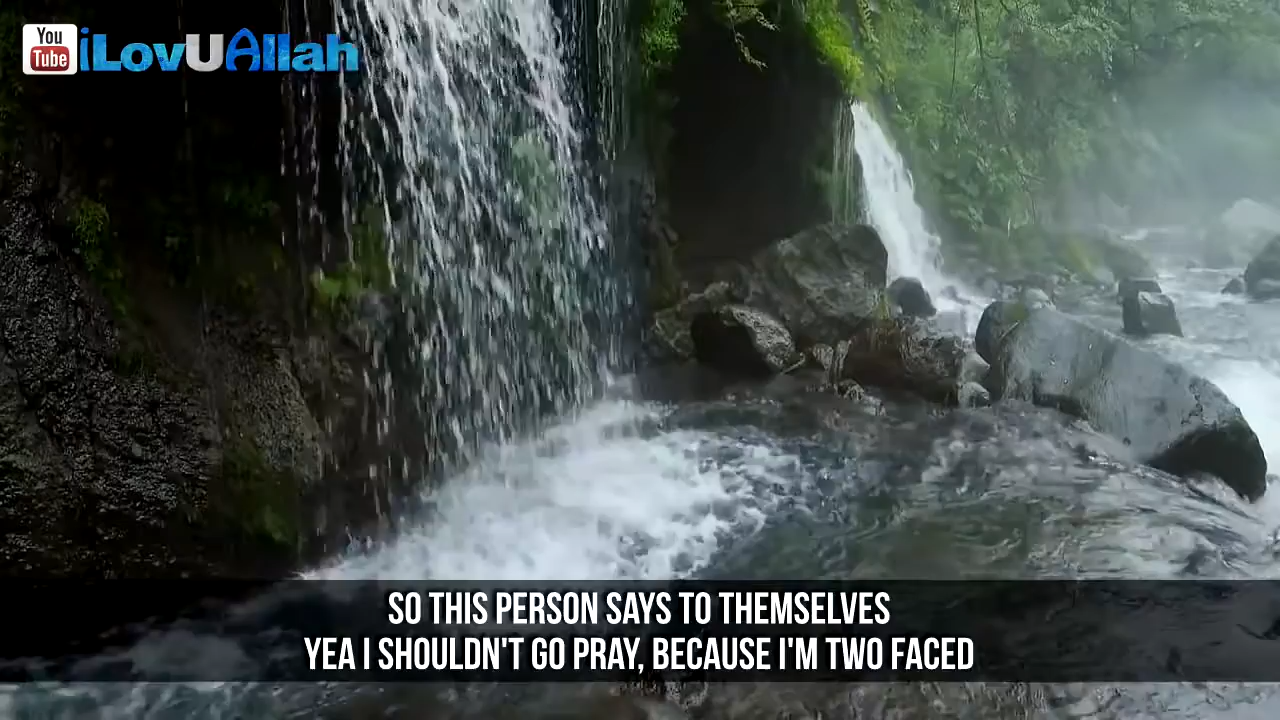 You
Tube
iLovUAllah
SO THIS PERSON SAYS TO THEMSELVES
YEA I SHOULDN'T GO PRAY, BECAUSE I'M TWO FACED